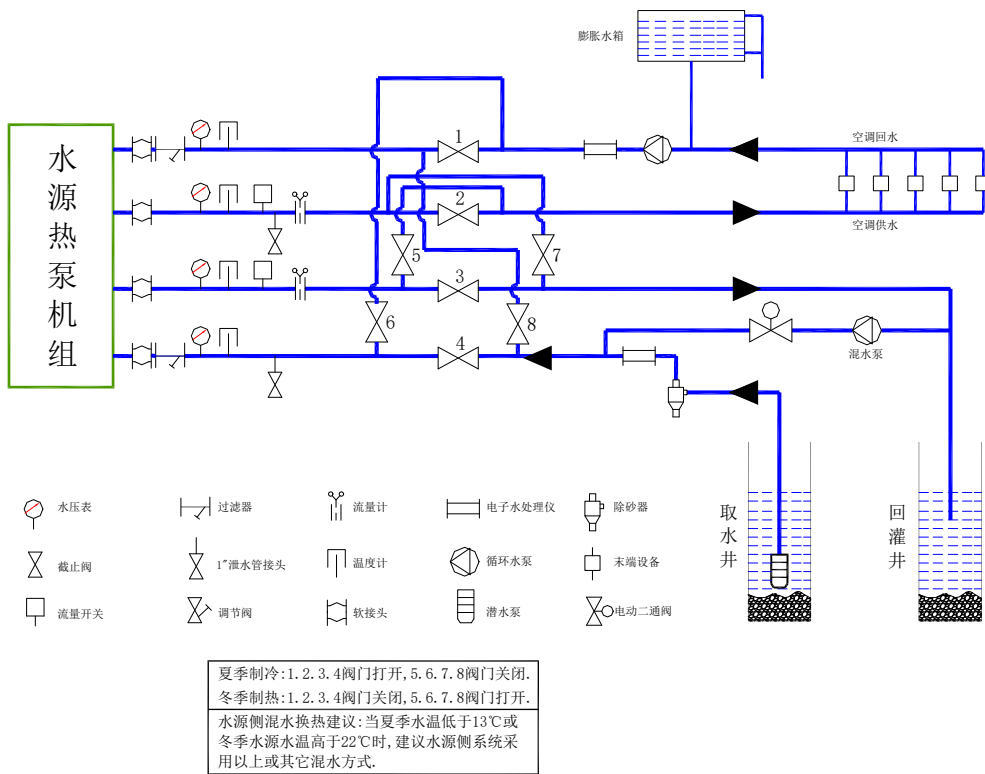 膨胀水箱
水源热泵机组
1
空调回水
2
空调供水
5
7
3
6
8
4
混水泵
取水井
回灌井
水压表
过滤器
流量计
电子水处理仪
除砂器
截止阀
1"泄水管接头
温度计
循环水泵
末端设备
流量开关
调节阀
软接头
潜水泵
电动二通阀
夏季制冷:1.2.3.4阀门打开,5.6.7.8阀门关闭.
冬季制热:1.2.3.4阀门关闭,5.6.7.8阀门打开.
水源侧混水换热建议:当夏季水温低于13℃或
冬季水源水温高于22℃时,建议水源侧系统采
用以上或其它混水方式.